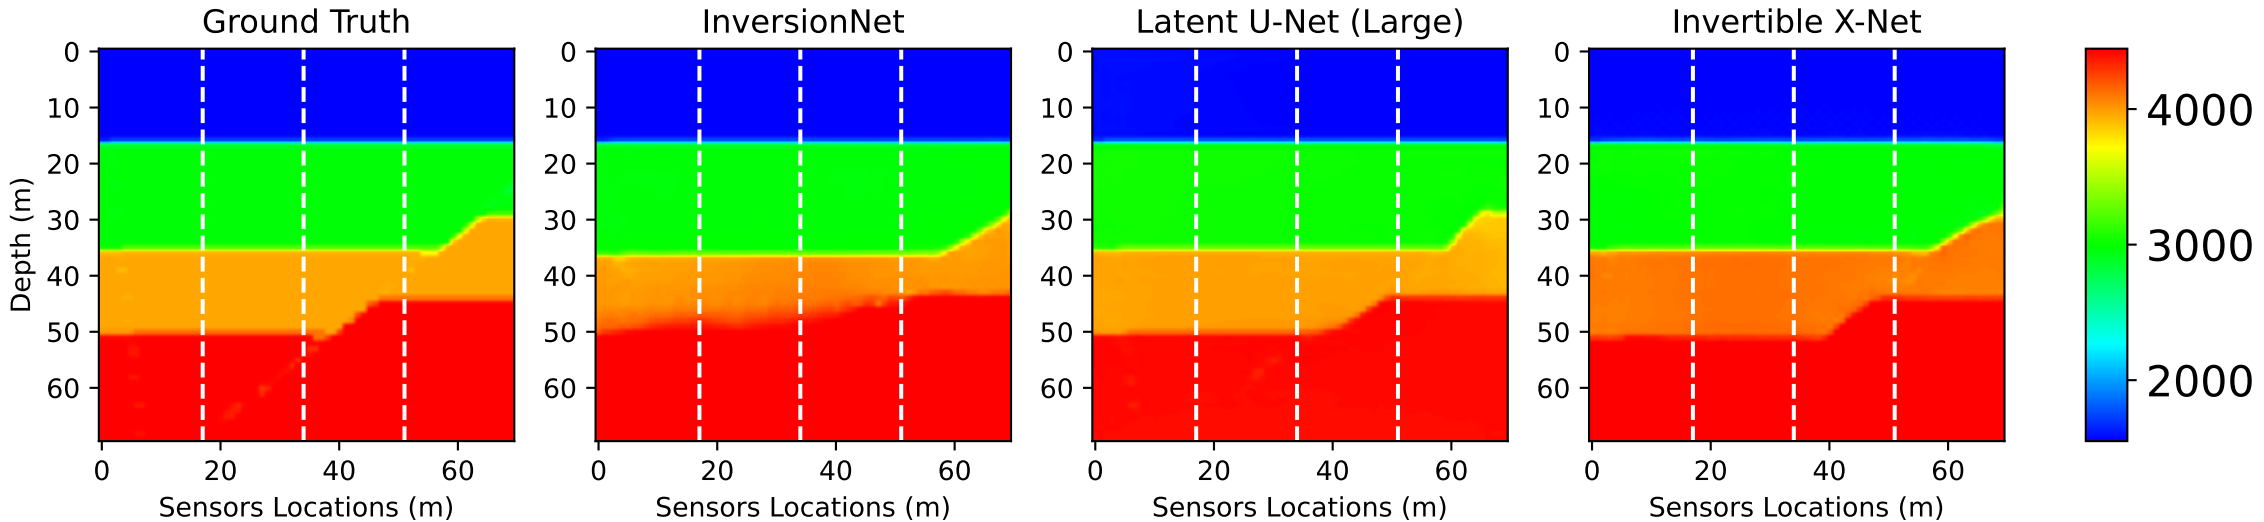 Ground Truth
InversionNet
Latent U-Net (Large)
Invertible X-Net
Depth (m)
0
10
20
30
40
50
60
0
10
20
30
40
50
60
0
10
20
30
40
50
60
0
10
20
30
40
50
60
4000
3000
2000
0 20 40 60
0 20 40 60
0 20 40 60
0 20 40 60
Sensors Locations (m)
Sensors Locations (m)
Sensors Locations (m)
Sensors Locations (m)